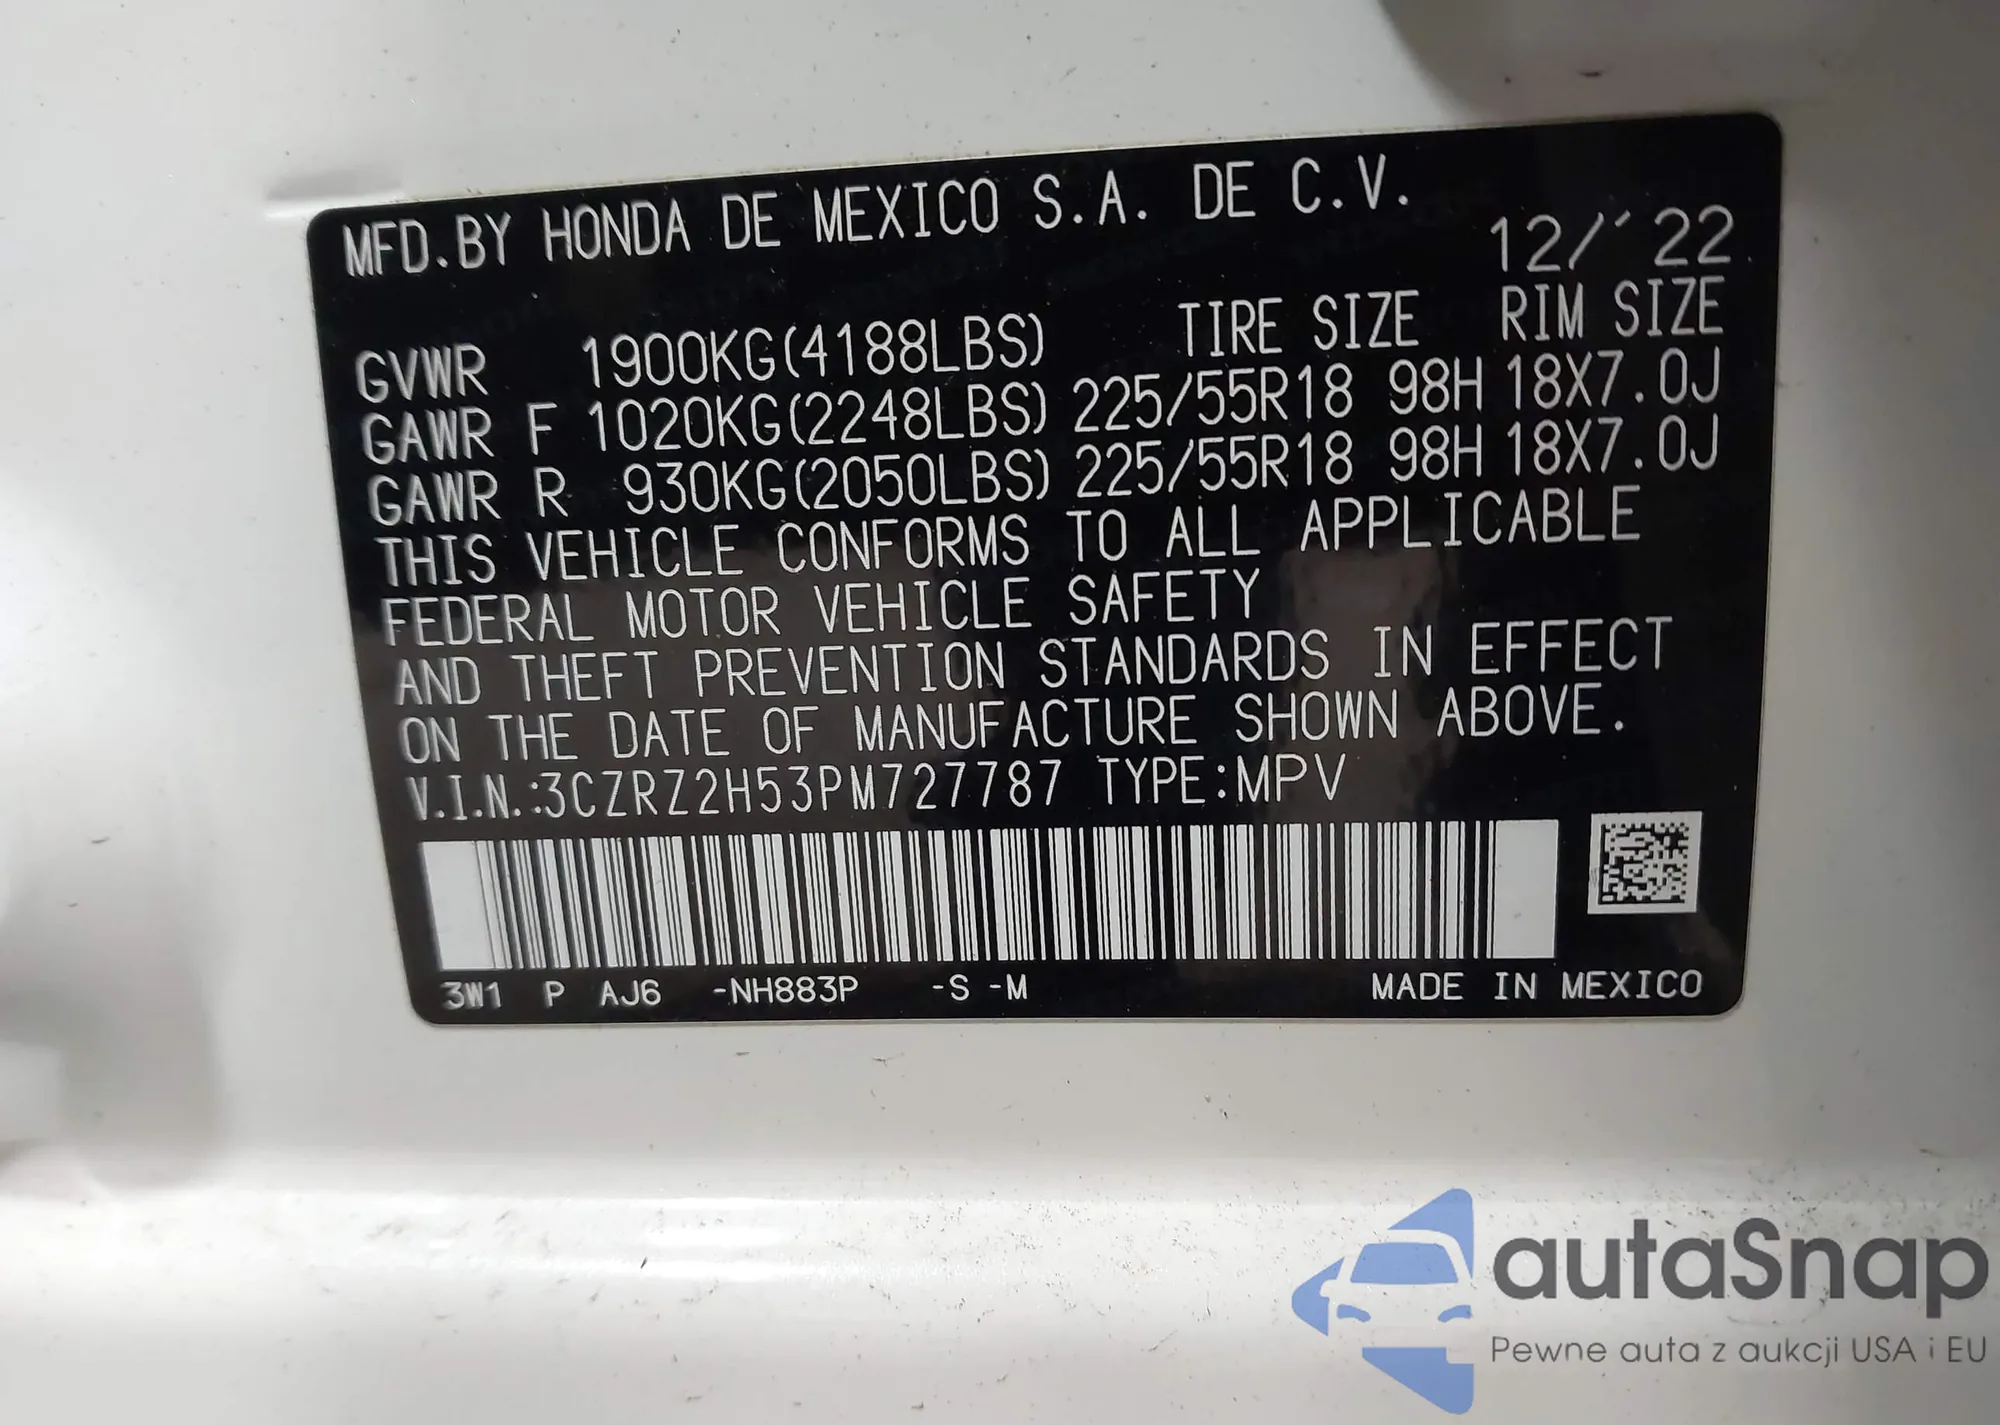 MFD.BY HONDA DE MEXICO S.A. DE C.V.
12/'22
TIRE SIZE RIM SIZE
GVWR 1900KG(4188LBS)
GAWR F 1020KG(2248LBS) 225/55R18 98H 18X7.0J
GAWR R 930KG(2050LBS) 225/55R18 98H 18X7.0J
THIS VEHICLE CONFORMS TO ALL APPLICABLE
FEDERAL MOTOR VEHICLE SAFETY
AND THEFT PREVENTION STANDARDS IN EFFECT
ON THE DATE OF MANUFACTURE SHOWN ABOVE.
V.I.N.:3CZRZ2H53PM727787 TYPE:MPV
3W1 P AJ6 -NH883P -S -M MADE IN MEXICO
autaSnap
Pewne auta z aukcji USA i EU